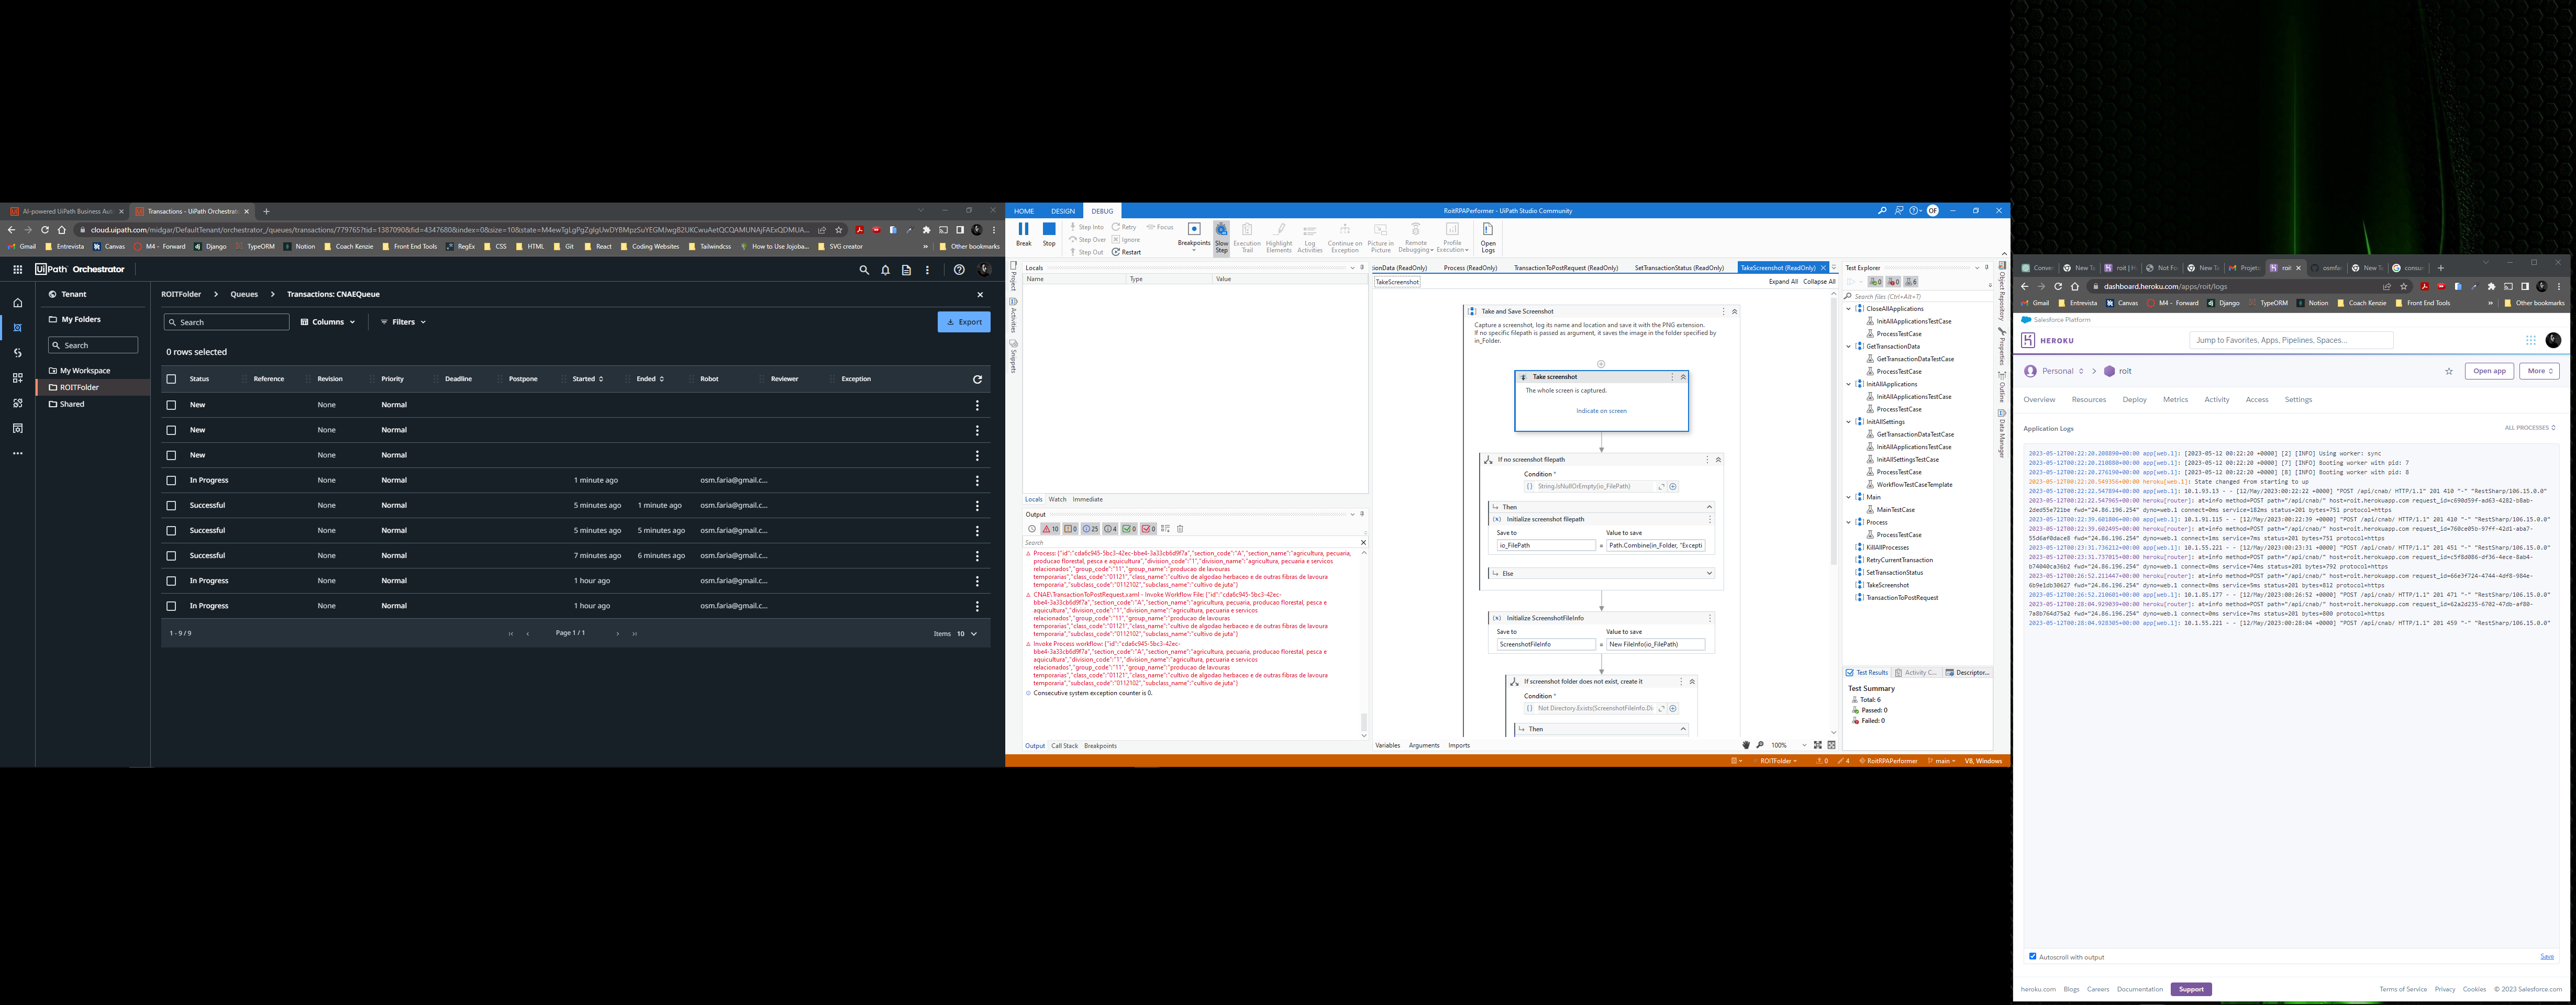 AI-powered UiPath Business Aut
Transactions - UiPath Orchestrat
cloud.uipath.com/midgar/DefaultTenant/orchestrator_/queues/transactions/779765?tid=1387090&fid=4347680&index=0&size=10
Gmail Entrevista Canvas M4 - Forward Django TypeORM Notion Coach Kenzie Front End Tools RegEx CSS HTML Git React Coding Websites Tailwindcss How to Use Jojoba... SVG creator Other bookmarks
UiPath Orchestrator
Tenant
My Folders
Search
My Workspace
ROITFolder
Shared
ROITFolder > Queues > Transactions: CNAEQueue
Search Columns Filters Export
0 rows selected
Status Reference Revision Priority Deadline Postpone Started Ended Robot Reviewer Exception
New None Normal
New None Normal
New None Normal
In Progress None Normal 1 minute ago osm.faria@gmail.c...
Successful None Normal 5 minutes ago 1 minute ago osm.faria@gmail.c...
Successful None Normal 5 minutes ago 5 minutes ago osm.faria@gmail.c...
Successful None Normal 7 minutes ago 6 minutes ago osm.faria@gmail.c...
In Progress None Normal 1 hour ago osm.faria@gmail.c...
In Progress None Normal 1 hour ago osm.faria@gmail.c...
1 - 9 / 9 Page 1 / 1 Items 10
HOME DESIGN DEBUG
RoitRPAPerformer - UiPath Studio Community
OF
Break
Stop
Step Into
Step Over
Step Out
Retry
Ignore
Restart
Focus
Breakpoints
Slow Step
Execution Trail
Highlight Elements
Log Activities
Continue on Exception
Picture in Picture
Remote Debugging
Profile Execution
Open Logs
Project
Activities
Snippets
Locals
Name Type Value
Locals Watch Immediate
Output
10 0 25 4 0 0
Search
Process: {"id":"cda6c945-5bc3-42ec-bbe4-3a33cb6d9f7a","section_code":"A","section_name":"agricultura, pecuaria,
producao florestal, pesca e aquicultura","division_code":"1","division_name":"agricultura, pecuaria e servicos
relacionados","group_code":"11","group_name":"producao de lavouras
temporarias","class_code":"01121","class_name":"cultivo de algodao herbaceo e de outras fibras de lavoura
temporaria","subclass_code":"0112102","subclass_name":"cultivo de juta"}
CNAE\TransactionToPostRequest.xaml - Invoke Workflow File: {"id":"cda6c945-5bc3-42ec-
bbe4-3a33cb6d9f7a","section_code":"A","section_name":"agricultura, pecuaria, producao florestal, pesca e
aquicultura","division_code":"1","division_name":"agricultura, pecuaria e servicos
relacionados","group_code":"11","group_name":"producao de lavouras
temporarias","class_code":"01121","class_name":"cultivo de algodao herbaceo e de outras fibras de lavoura
temporaria","subclass_code":"0112102","subclass_name":"cultivo de juta"}
Invoke Process workflow: {"id":"cda6c945-5bc3-42ec-
bbe4-3a33cb6d9f7a","section_code":"A","section_name":"agricultura, pecuaria, producao florestal, pesca e
aquicultura","division_code":"1","division_name":"agricultura, pecuaria e servicos
relacionados","group_code":"11","group_name":"producao de lavouras
temporarias","class_code":"01121","class_name":"cultivo de algodao herbaceo e de outras fibras de lavoura
temporaria","subclass_code":"0112102","subclass_name":"cultivo de juta"}
Consecutive system exception counter is 0.
Output Call Stack Breakpoints
ionData (ReadOnly) Process (ReadOnly) TransactionToPostRequest (ReadOnly) SetTransactionStatus (ReadOnly) TakeScreenshot (ReadOnly)
TakeScreenshot Expand All Collapse All
Take and Save Screenshot
Capture a screenshot, log its name and location and save it with the PNG extension.
If no specific filepath is passed as argument, it saves the image in the folder specified by
in_Folder.
Take screenshot
The whole screen is captured.
Indicate on screen
If no screenshot filepath
Condition *
String.IsNullOrEmpty(io_FilePath)
Then
Initialize screenshot filepath
Save to Value to save
io_FilePath = Path.Combine(in_Folder, "Excepti
Else
Initialize ScreenshotFileInfo
Save to Value to save
ScreenshotFileInfo = New FileInfo(io_FilePath)
If screenshot folder does not exist, create it
Condition *
Not Directory.Exists(ScreenshotFileInfo.Di
Then
Variables Arguments Imports 100%
Test Explorer
0 0 6
Search files (Ctrl+Alt+T)
CloseAllApplications
InitAllApplicationsTestCase
ProcessTestCase
GetTransactionData
GetTransactionDataTestCase
ProcessTestCase
InitAllApplications
InitAllApplicationsTestCase
ProcessTestCase
InitAllSettings
GetTransactionDataTestCase
InitAllApplicationsTestCase
InitAllSettingsTestCase
ProcessTestCase
WorkflowTestCaseTemplate
Main
MainTestCase
Process
ProcessTestCase
KillAllProcesses
RetryCurrentTransaction
SetTransactionStatus
TakeScreenshot
TransactionToPostRequest
Test Results Activity C... Descriptor...
Test Summary
Total: 6
Passed: 0
Failed: 0
Object Repository
Properties
Outline
Data Manager
ROITFolder 0 4 RoitRPAPerformer main VB, Windows
Conver New Ta roit | H Not Fo New Ta Projeto roit osmfa New Ta consu
dashboard.heroku.com/apps/roit/logs
Gmail Entrevista Canvas M4 - Forward Django TypeORM Notion Coach Kenzie Front End Tools Other bookmarks
Salesforce Platform
HEROKU
Jump to Favorites, Apps, Pipelines, Spaces...
Personal > roit
Open app More
Overview Resources Deploy Metrics Activity Access Settings
Application Logs ALL PROCESSES
2023-05-12T00:22:20.208890+00:00 app[web.1]: [2023-05-12 00:22:20 +0000] [2] [INFO] Using worker: sync
2023-05-12T00:22:20.210880+00:00 app[web.1]: [2023-05-12 00:22:20 +0000] [7] [INFO] Booting worker with pid: 7
2023-05-12T00:22:20.276190+00:00 app[web.1]: [2023-05-12 00:22:20 +0000] [8] [INFO] Booting worker with pid: 8
2023-05-12T00:22:20.549356+00:00 heroku[web.1]: State changed from starting to up
2023-05-12T00:22:22.547894+00:00 app[web.1]: 10.1.93.13 - - [12/May/2023:00:22:22 +0000] "POST /api/cnab/ HTTP/1.1" 201 410 "-" "RestSharp/106.15.0.0"
2023-05-12T00:22:22.547965+00:00 heroku[router]: at=info method=POST path="/api/cnab/" host=roit.herokuapp.com request_id=c698d59f-ad63-4282-b8ab-
2ded55e721be fwd="24.86.196.254" dyno=web.1 connect=0ms service=182ms status=201 bytes=751 protocol=https
2023-05-12T00:22:39.601806+00:00 app[web.1]: 10.1.91.115 - - [12/May/2023:00:22:39 +0000] "POST /api/cnab/ HTTP/1.1" 201 410 "-" "RestSharp/106.15.0.0"
2023-05-12T00:22:39.602495+00:00 heroku[router]: at=info method=POST path="/api/cnab/" host=roit.herokuapp.com request_id=760ce05b-97ff-42d1-aba7-
55d6af0dace8 fwd="24.86.196.254" dyno=web.1 connect=0ms service=7ms status=201 bytes=751 protocol=https
2023-05-12T00:23:31.736212+00:00 app[web.1]: 10.1.55.221 - - [12/May/2023:00:23:31 +0000] "POST /api/cnab/ HTTP/1.1" 201 451 "-" "RestSharp/106.15.0.0"
2023-05-12T00:23:31.737015+00:00 heroku[router]: at=info method=POST path="/api/cnab/" host=roit.herokuapp.com request_id=c5f8d086-df36-4ece-8ab4-
b74040ca36b2 fwd="24.86.196.254" dyno=web.1 connect=0ms service=74ms status=201 bytes=792 protocol=https
2023-05-12T00:26:52.211447+00:00 heroku[router]: at=info method=POST path="/api/cnab/" host=roit.herokuapp.com request_id=66e3f724-4744-4df8-984e-
6b9e1db30627 fwd="24.86.196.254" dyno=web.1 connect=0ms service=5ms status=201 bytes=812 protocol=https
2023-05-12T00:26:52.210601+00:00 app[web.1]: 10.1.85.177 - - [12/May/2023:00:26:52 +0000] "POST /api/cnab/ HTTP/1.1" 201 471 "-" "RestSharp/106.15.0.0"
2023-05-12T00:28:04.929039+00:00 heroku[router]: at=info method=POST path="/api/cnab/" host=roit.herokuapp.com request_id=62a2d235-6702-47db-af80-
7a8b764d75a2 fwd="24.86.196.254" dyno=web.1 connect=0ms service=7ms status=201 bytes=800 protocol=https
2023-05-12T00:28:04.928305+00:00 app[web.1]: 10.1.55.221 - - [12/May/2023:00:28:04 +0000] "POST /api/cnab/ HTTP/1.1" 201 459 "-" "RestSharp/106.15.0.0"
Autoscroll with output Save
heroku.com Blogs Careers Documentation Support Terms of Service Privacy Cookies © 2023 Salesforce.com